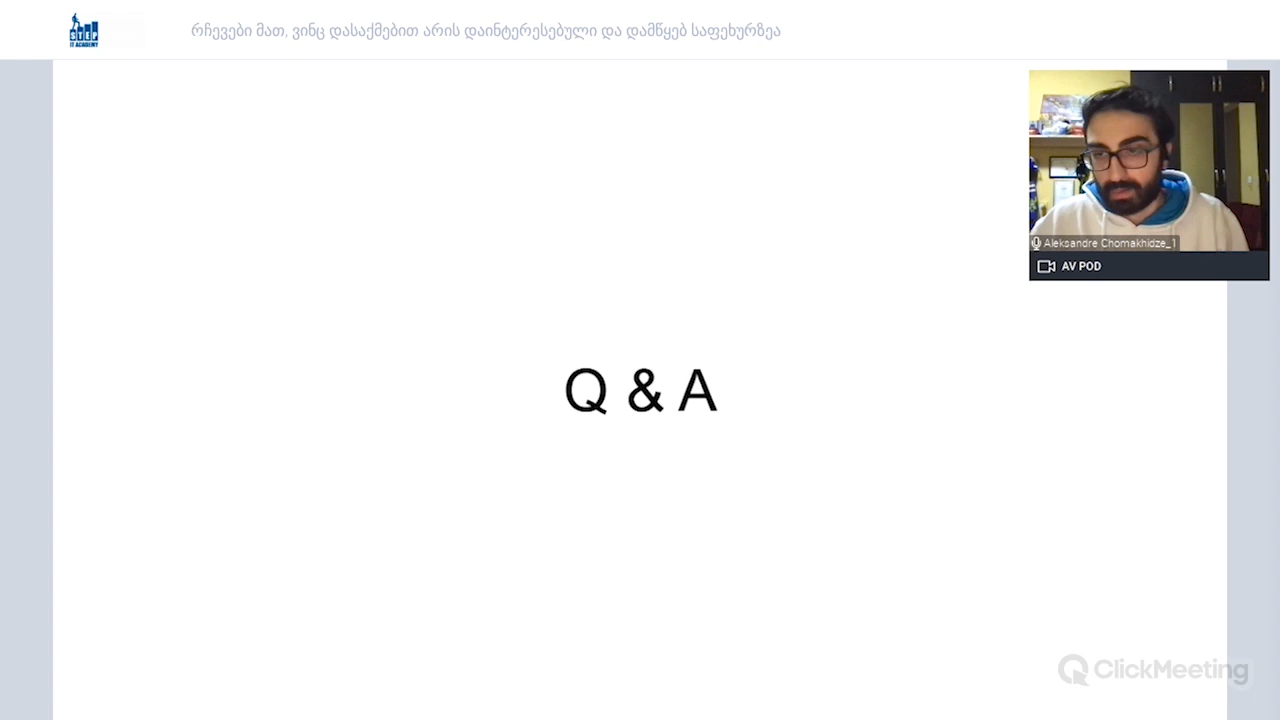 STEP
IT ACADEMY
რჩევები მათ, ვინც დასაქმებით არის დაინტერესებული და დამწყებ საფეხურზეა
Aleksandre Chomakhidze_1
AV POD
Q & A
ClickMeeting